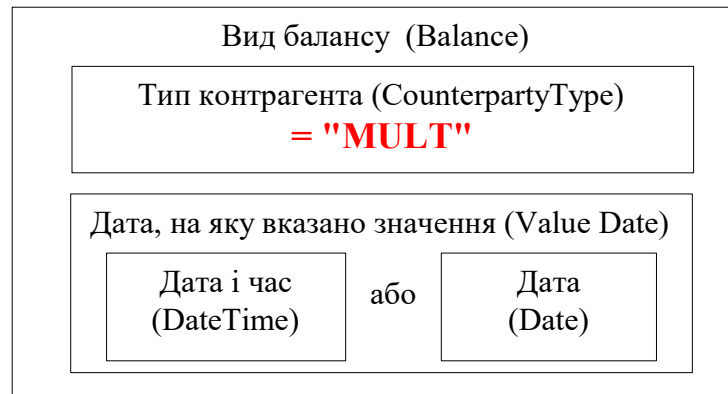 Вид балансу (Balance)
Тип контрагента (CounterpartyType)
= "MULT"
Дата, на яку вказано значення (Value Date)
Дата і час
(DateTime)
або
Дата
(Date)